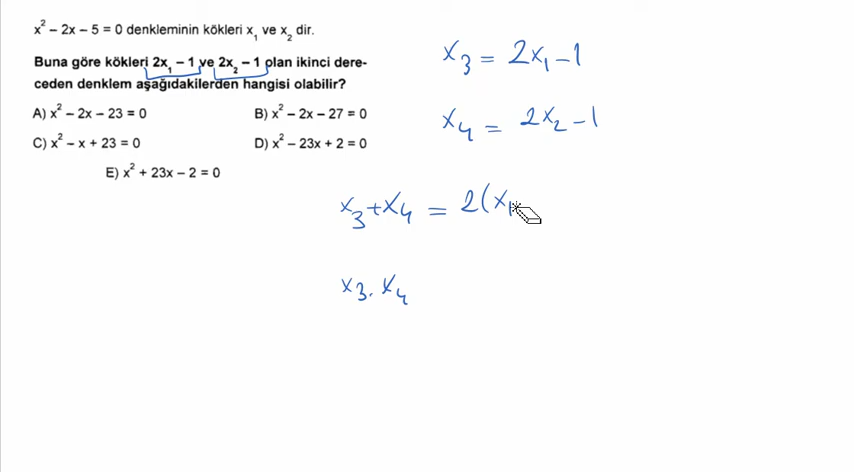 x² – 2x – 5 = 0 denkleminin kökleri x₁ ve x₂ dir.
Buna göre kökleri 2x₁ – 1 ve 2x₂ – 1 olan ikinci dere-
ceden denklem aşağıdakilerden hangisi olabilir?
A) x² – 2x – 23 = 0 B) x² – 2x – 27 = 0
C) x² – x + 23 = 0 D) x² – 23x + 2 = 0
E) x² + 23x – 2 = 0
x₃ = 2x₁ – 1
x₄ = 2x₂ – 1
x₃ + x₄ = 2(x₁
x₃ . x₄